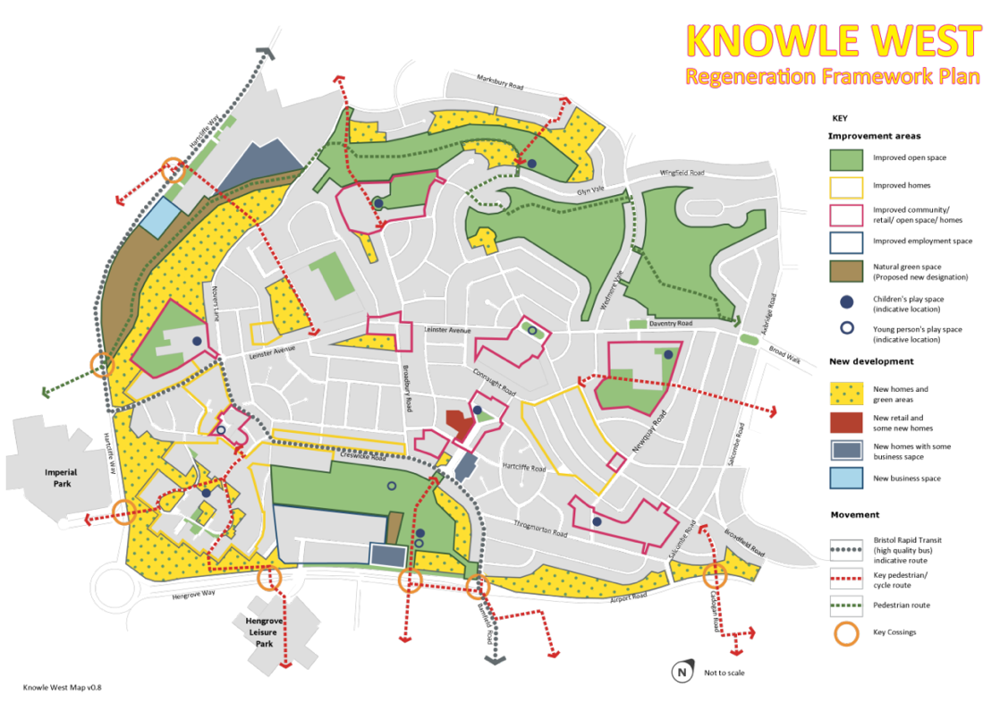 KNOWLE WEST
Regeneration Framework Plan
KEY
Improvement areas
Improved open space
Improved homes
Improved community/
retail/ open space/ homes
Improved employment space
Natural green space
(Proposed new designation)
Children's play space
(indicative location)
Young person's play space
(indicative location)
New development
New homes and
green areas
New retail and
some new homes
New homes with some
business sapce
New business space
Movement
Bristol Rapid Transit
(high quality bus)
indicative route
Key pedestrian/
cycle route
Pedestrian route
Key Cossings
Marksbury Road
Hartcliffe Way
Wingfield Road
Glyn Vale
Wedmore Vale
Novers Lane
Leinster Avenue
Leinster Avenue
Daventry Road
Axbridge Road
Broad Walk
Broadbury Road
Connaught Road
Newquay Road
Salcombe Road
Hartcliffe Way
Creswicke Road
Hartcliffe Road
Imperial
Park
Throgmorton Road
Salcombe Road
Broadfield Road
Hengrove Way
Airport Road
Bamfield Road
Cadogan Road
Hengrove
Leisure
Park
N
Not to scale
Knowle West Map v0.8